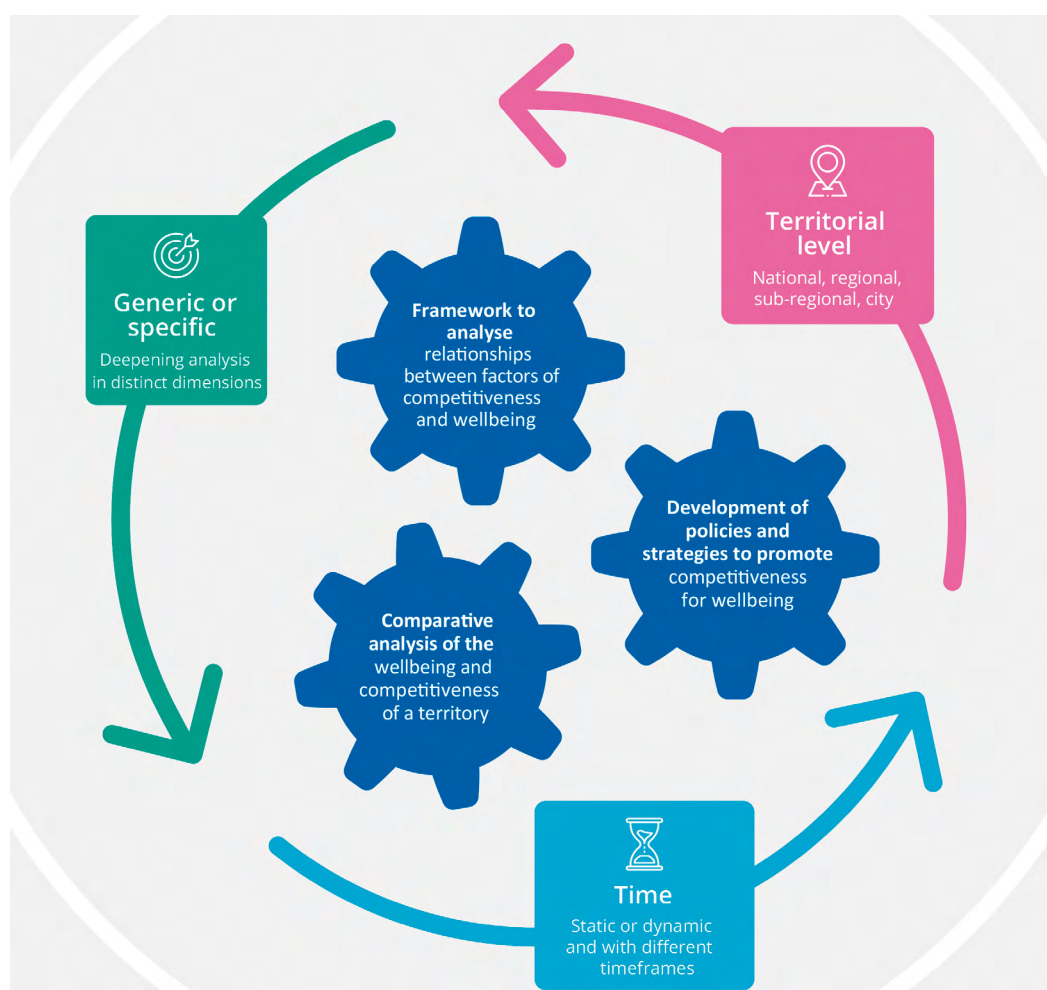 Territorial
level
National, regional,
sub-regional, city
Generic or
specific
Deepening analysis
in distinct dimensions
Framework to
analyse
relationships
between factors of
competitiveness
and wellbeing
Development of
policies and
strategies to promote
competitiveness
for wellbeing
Comparative
analysis of the
wellbeing and
competitiveness
of a territory
Time
Static or dynamic
and with different
timeframes